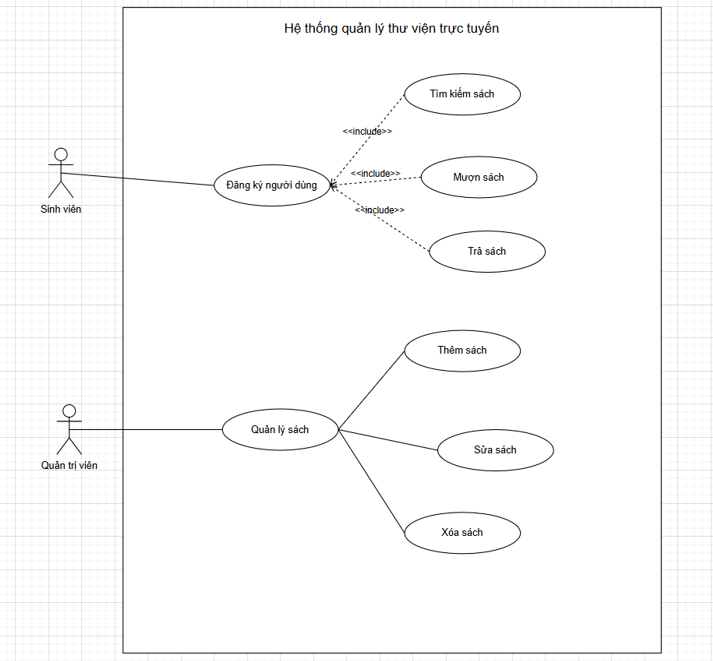 Hệ thống quản lý thư viện trực tuyến
Tìm kiếm sách
<<include>>
<<include>>
Mượn sách
Đăng ký người dùng
Sinh viên
<<include>>
Trả sách
Thêm sách
Quản lý sách
Sửa sách
Quản trị viên
Xóa sách